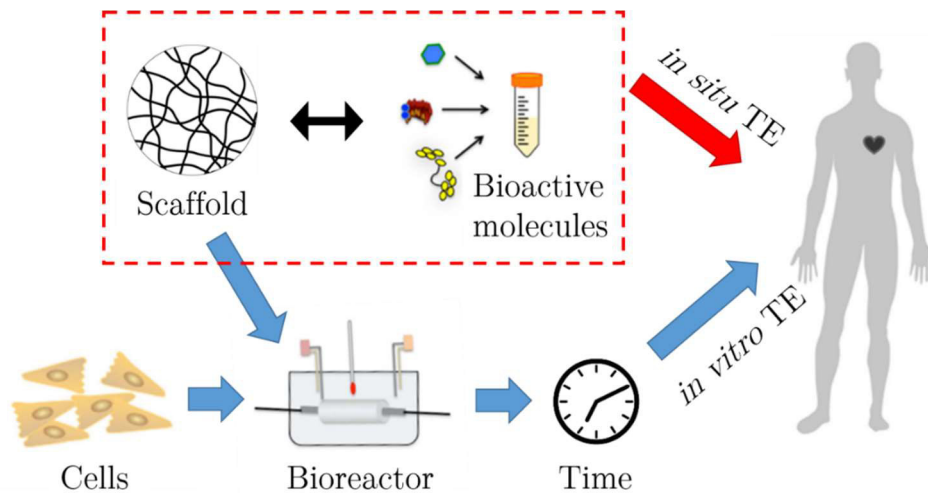 Scaffold
Bioactive
molecules
in situ TE
in vitro TE
Cells
Bioreactor
Time